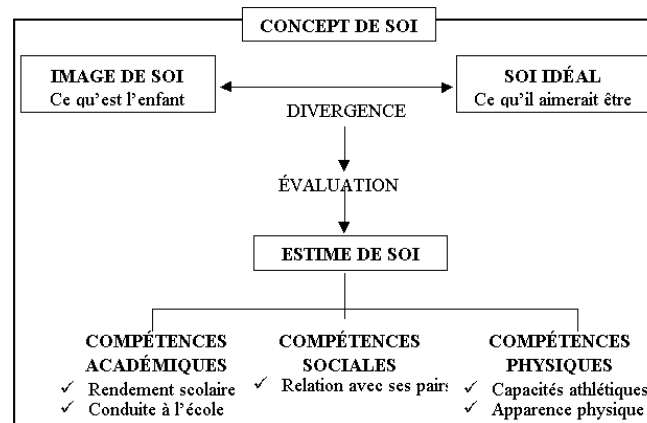 CONCEPT DE SOI
IMAGE DE SOI
Ce qu'est l'enfant
SOI IDÉAL
Ce qu'il aimerait être
DIVERGENCE
ÉVALUATION
ESTIME DE SOI
COMPÉTENCES
ACADÉMIQUES
✓ Rendement scolaire
✓ Conduite à l'école
COMPÉTENCES
SOCIALES
✓ Relation avec ses pairs
COMPÉTENCES
PHYSIQUES
✓ Capacités athlétiques
✓ Apparence physique